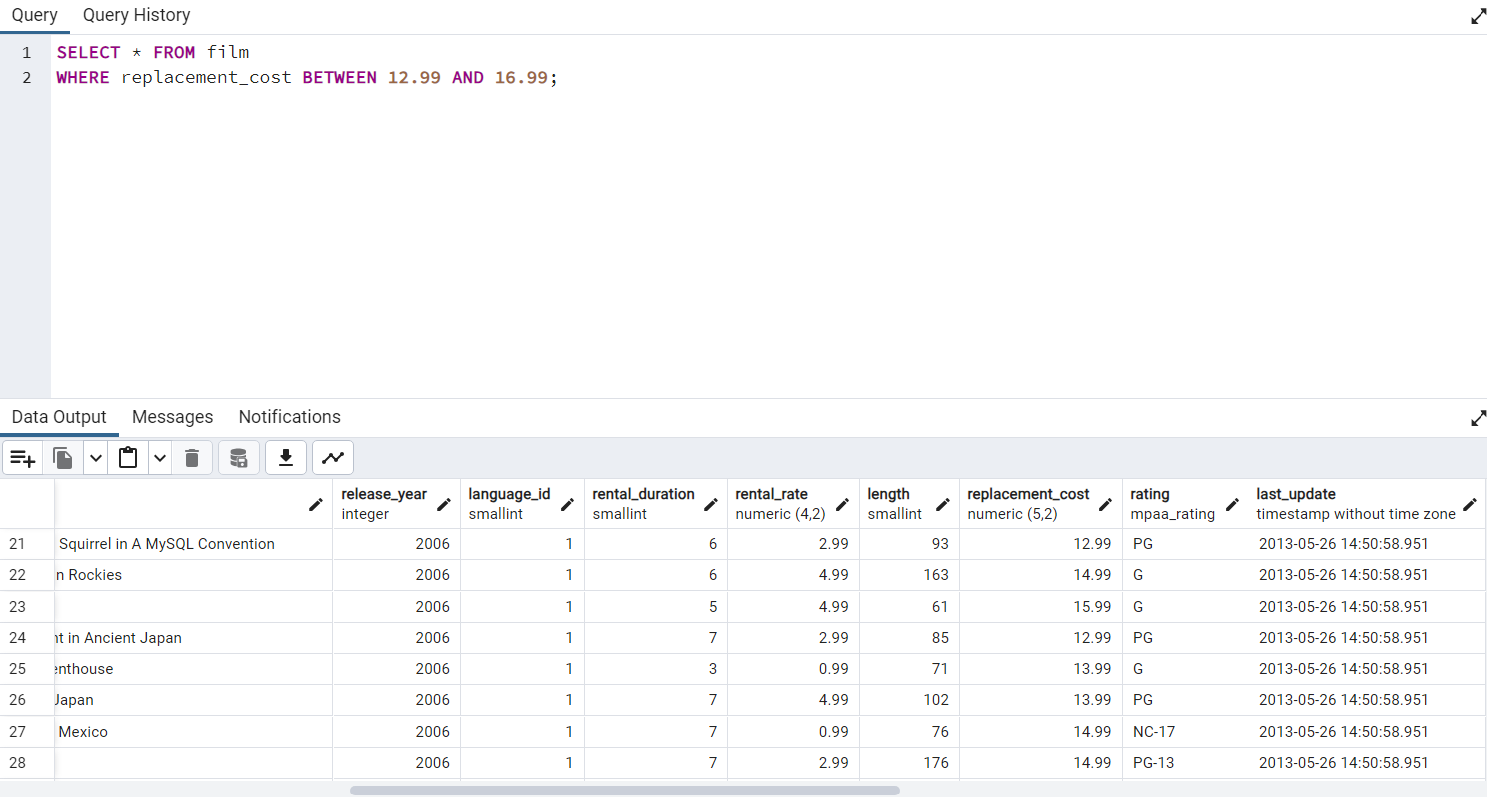 Query Query History
1 SELECT * FROM film
2 WHERE replacement_cost BETWEEN 12.99 AND 16.99;
Data Output Messages Notifications
release_year language_id rental_duration rental_rate length replacement_cost rating last_update
integer smallint smallint numeric (4,2) smallint numeric (5,2) mpaa_rating timestamp without time zone
21 Squirrel in A MySQL Convention 2006 1 6 2.99 93 12.99 PG 2013-05-26 14:50:58.951
22 n Rockies 2006 1 6 4.99 163 14.99 G 2013-05-26 14:50:58.951
23 2006 1 5 4.99 61 15.99 G 2013-05-26 14:50:58.951
24 nt in Ancient Japan 2006 1 7 2.99 85 12.99 PG 2013-05-26 14:50:58.951
25 enthouse 2006 1 3 0.99 71 13.99 G 2013-05-26 14:50:58.951
26 Japan 2006 1 7 4.99 102 13.99 PG 2013-05-26 14:50:58.951
27 Mexico 2006 1 7 0.99 76 14.99 NC-17 2013-05-26 14:50:58.951
28 2006 1 7 2.99 176 14.99 PG-13 2013-05-26 14:50:58.951